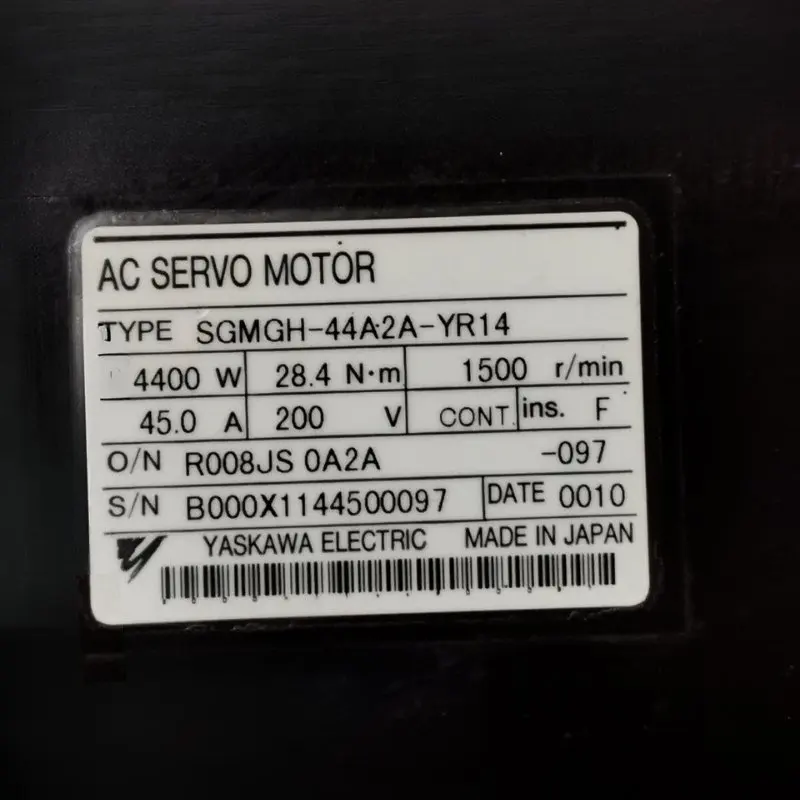 AC SERVO MOTOR
TYPE SGMGH-44A2A-YR14
4400 W 28.4 N·m 1500 r/min
45.0 A 200 V CONT. ins. F
O/N R008JS 0A2A -097
S/N B000X1144500097 DATE 0010
YASKAWA ELECTRIC MADE IN JAPAN